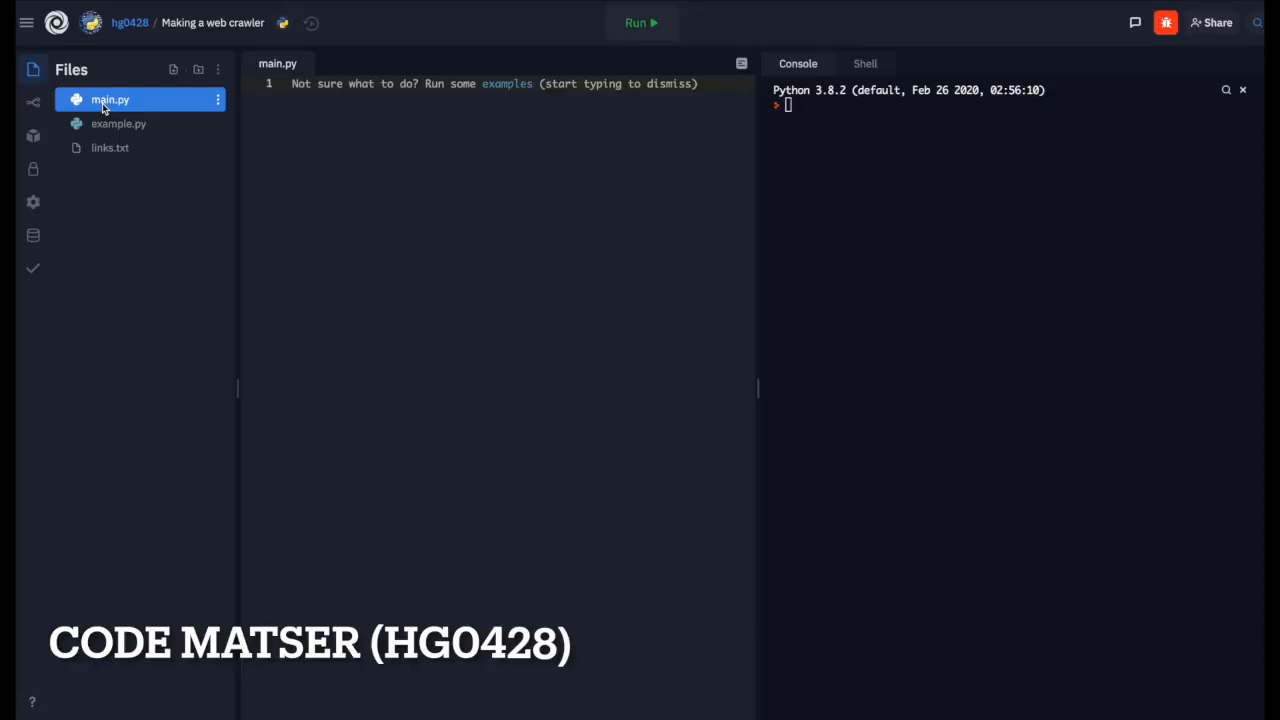 hg0428 / Making a web crawler
Run
Share
Files
main.py
example.py
links.txt
main.py
1 Not sure what to do? Run some examples (start typing to dismiss)
Console
Shell
Python 3.8.2 (default, Feb 26 2020, 02:56:10)
>
CODE MATSER (HG0428)
?